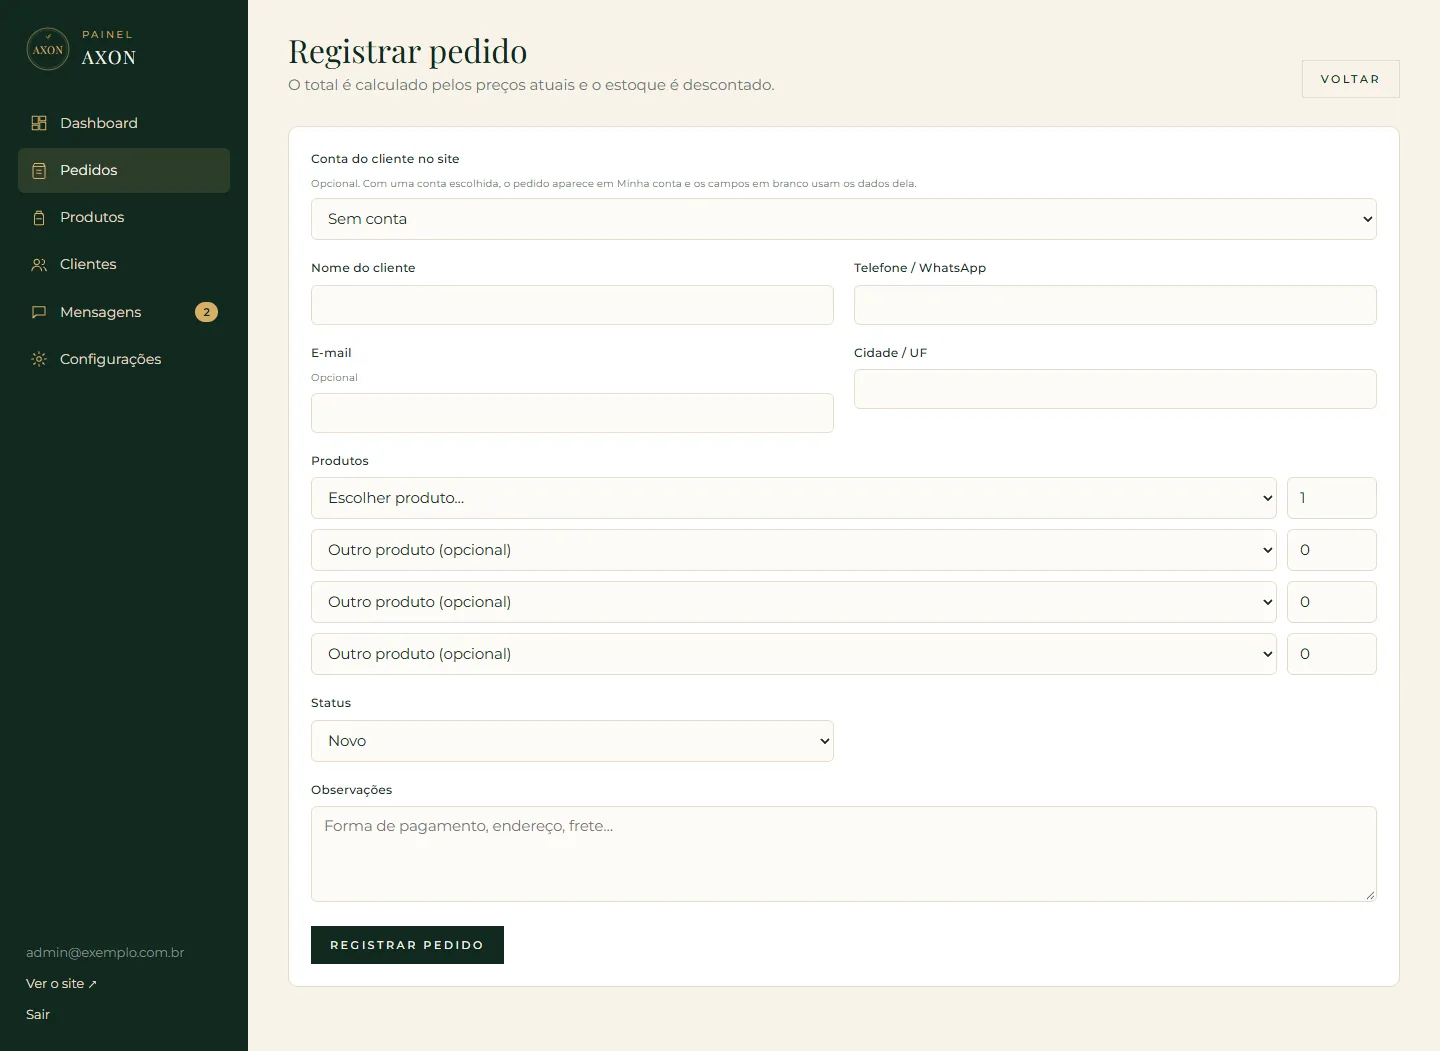 AXON
PAINEL
AXON
Dashboard
Pedidos
Produtos
Clientes
Mensagens 2
Configurações
admin@exemplo.com.br
Ver o site ↗
Sair
Registrar pedido
O total é calculado pelos preços atuais e o estoque é descontado.
VOLTAR
Conta do cliente no site
Opcional. Com uma conta escolhida, o pedido aparece em Minha conta e os campos em branco usam os dados dela.
Sem conta
Nome do cliente
Telefone / WhatsApp
E-mail
Opcional
Cidade / UF
Produtos
Escolher produto... 1
Outro produto (opcional) 0
Outro produto (opcional) 0
Outro produto (opcional) 0
Status
Novo
Observações
Forma de pagamento, endereço, frete...
REGISTRAR PEDIDO